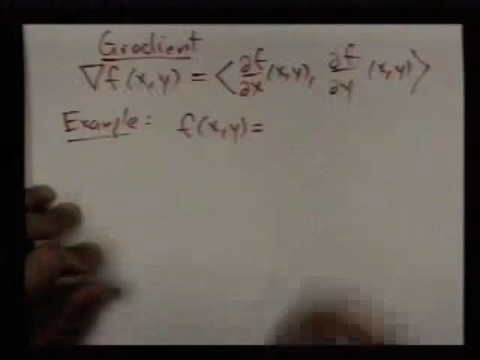 Gradient
∇f(x,y) = ⟨∂f/∂x (x,y), ∂f/∂y (x,y)⟩
Example: f(x,y)=